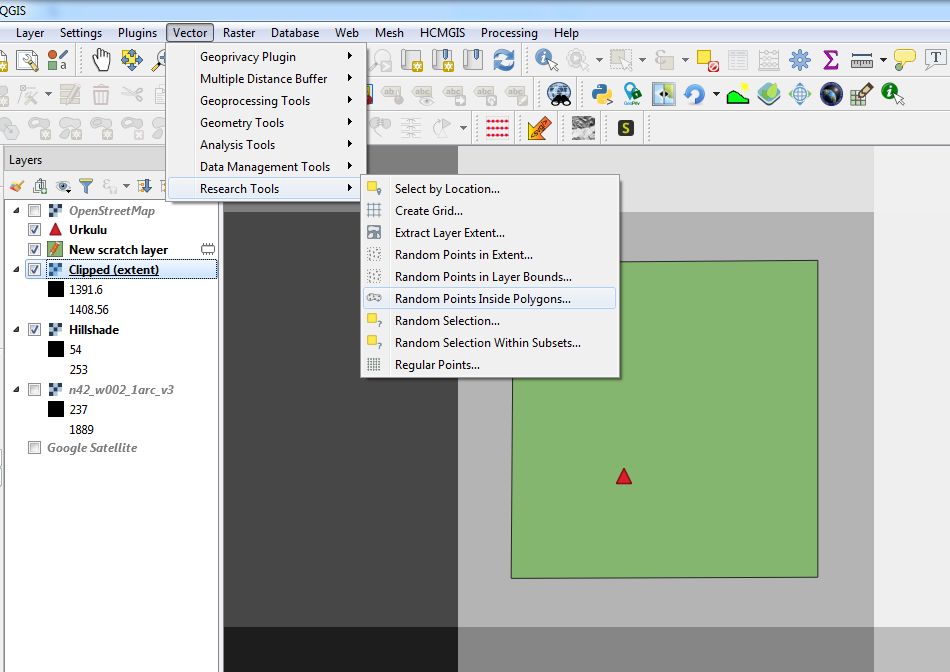 QGIS
Layer Settings Plugins Vector Raster Database Web Mesh HCMGIS Processing Help
Geoprivacy Plugin
Multiple Distance Buffer
Geoprocessing Tools
Geometry Tools
Analysis Tools
Data Management Tools
Research Tools
Select by Location...
Create Grid...
Extract Layer Extent...
Random Points in Extent...
Random Points in Layer Bounds...
Random Points Inside Polygons...
Random Selection...
Random Selection Within Subsets...
Regular Points...
Layers
OpenStreetMap
Urkulu
New scratch layer
Clipped (extent)
1391.6
1408.56
Hillshade
54
253
n42_w002_1arc_v3
237
1889
Google Satellite